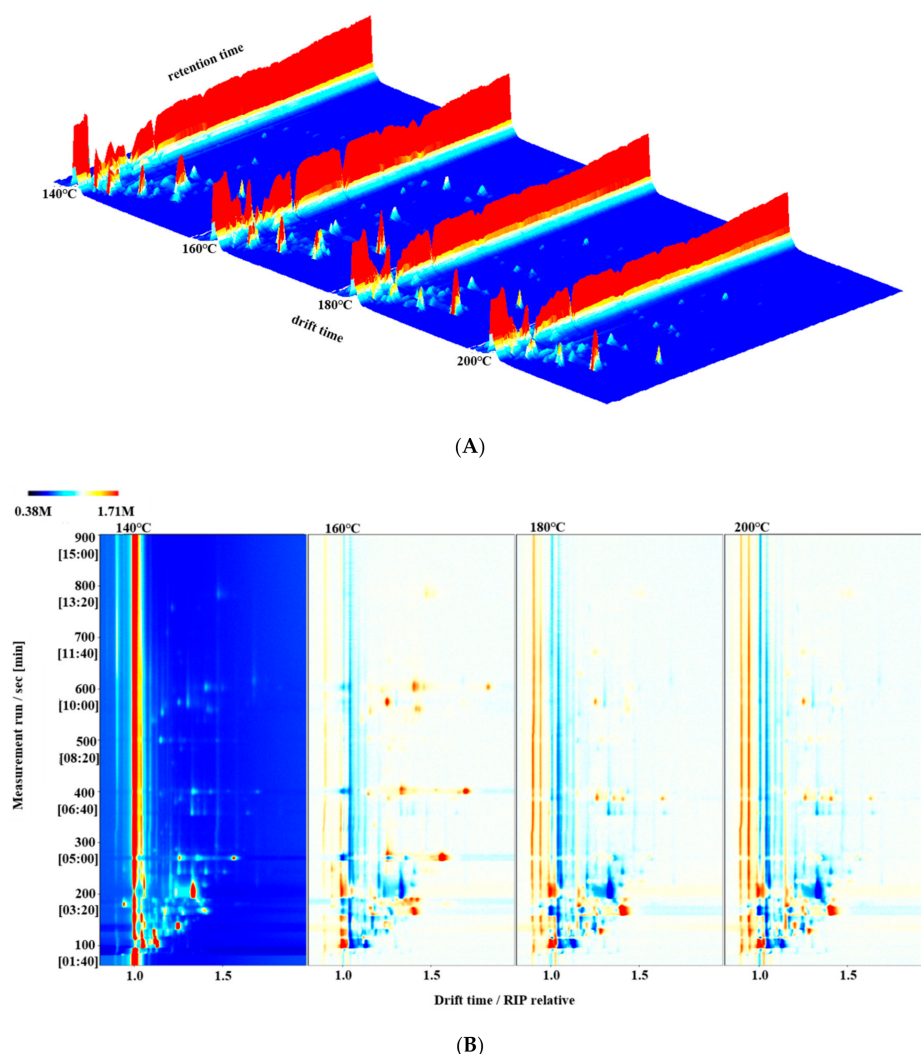 retention time
140°C
160°C
180°C
drift time
200°C
(A)
0.38M 1.71M
140°C 160°C 180°C 200°C
900
[15:00]
800
[13:20]
700
[11:40]
600
[10:00]
500
[08:20]
400
[06:40]
300
[05:00]
200
[03:20]
100
[01:40]
Measurement run / sec [min]
1.0 1.5 1.0 1.5 1.0 1.5 1.0 1.5
Drift time / RIP relative
(B)